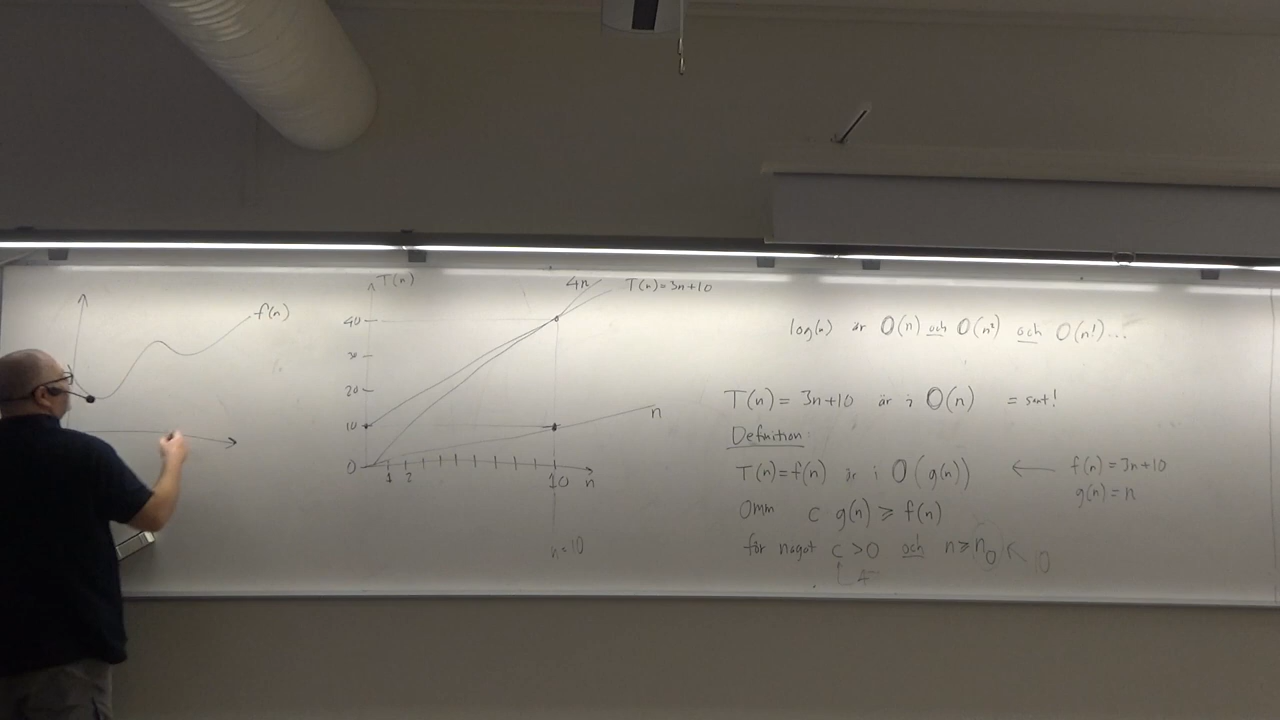 f(n)
T(n)
4n
T(n) = 3n+10
40
30
20
10
0
1 2 10 n
n
n = 10
log(n) är O(n) och O(n²) och O(n!)...
T(n) = 3n+10 är i O(n) = sant!
Definition:
T(n) = f(n) är i O(g(n)) ← f(n) = 3n+10
g(n) = n
Omm c g(n) ≥ f(n)
för något c > 0 och n ≥ n₀ 10
4